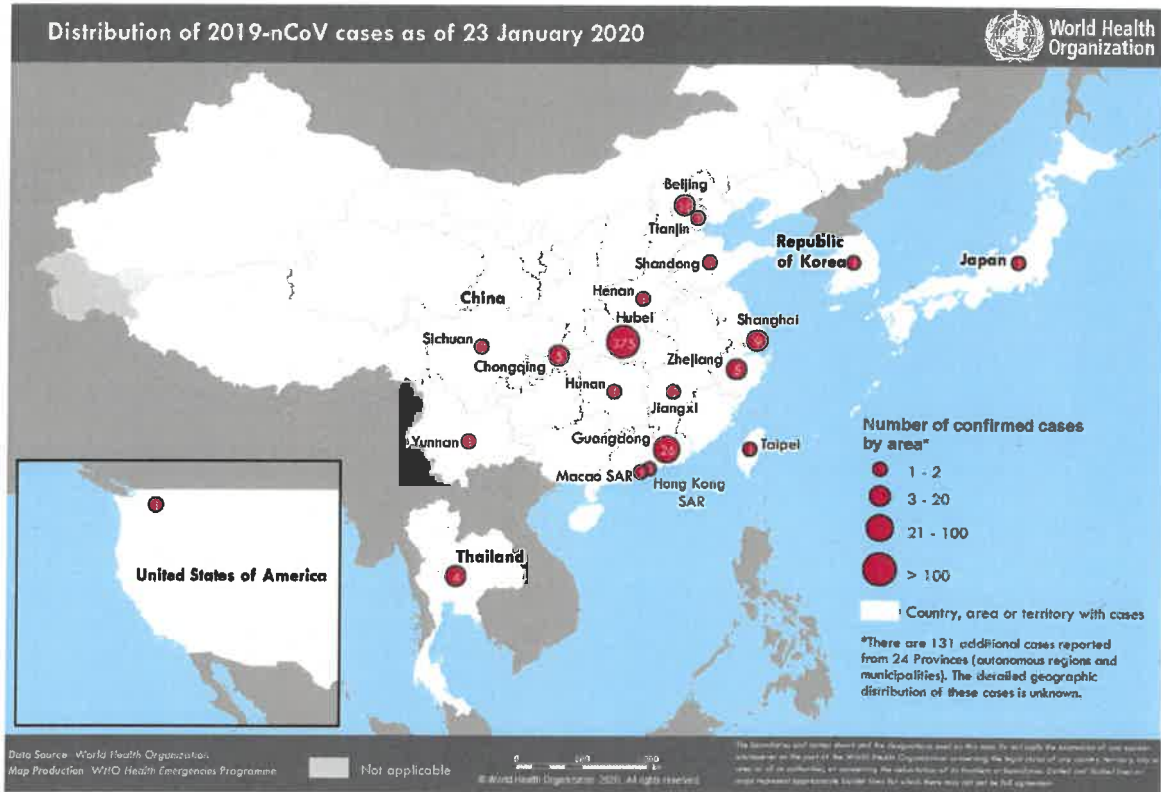 Distribution of 2019-nCoV cases as of 23 January 2020
World Health
Organization
Beijing
Tianjin
Republic
of Korea
Japan
Shandong
Henan
China
Hubei
375
Shanghai
9
Sichuan
Chongqing
5
Zhejiang
5
Hunan
Jiangxi
Guangdong
26
Yunnan
Taipei
Macao SAR
Hong Kong
SAR
Thailand
4
United States of America
Number of confirmed cases
by area*
1 - 2
3 - 20
21 - 100
> 100
Country, area or territory with cases
*There are 131 additional cases reported
from 24 Provinces (autonomous regions and
municipalities). The derailed geographic
distribution of these cases is unknown.
Data Source World Health Organization
Map Production WHO Health Emergencies Programme
Not applicable
© World Health Organization 2020. All rights reserved